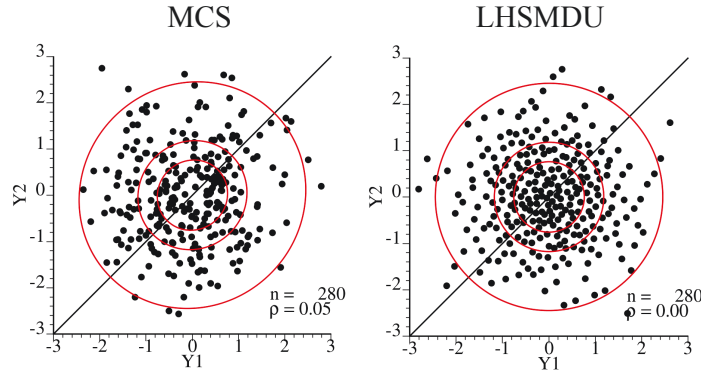 MCS
LHSMDU
3
2
1
0
-1
-2
-3
Y2
n = 280
ρ = 0.05
-3 -2 -1 0 1 2 3
Y1
3
2
1
0
-1
-2
-3
Y2
n = 280
ρ = 0.00
-3 -2 -1 0 1 2 3
Y1